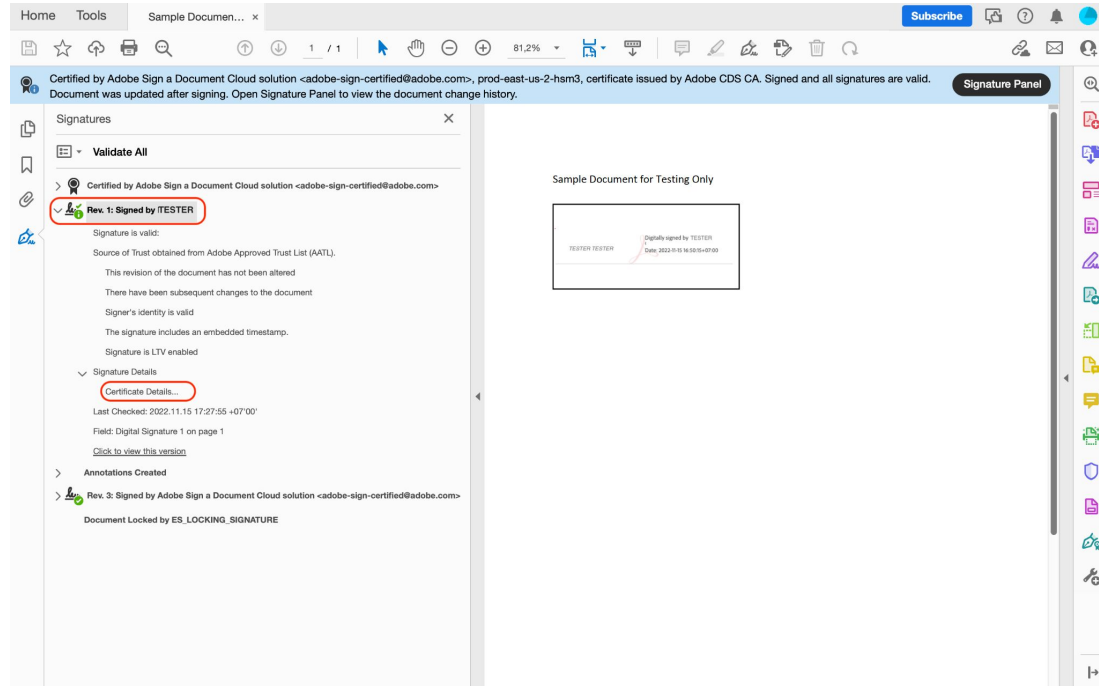 Home Tools Sample Documen... ×
Subscribe
1 / 1 81,2%
Certified by Adobe Sign a Document Cloud solution <adobe-sign-certified@adobe.com>, prod-east-us-2-hsm3, certificate issued by Adobe CDS CA. Signed and all signatures are valid.
Document was updated after signing. Open Signature Panel to view the document change history.
Signature Panel
Signatures
Validate All
Certified by Adobe Sign a Document Cloud solution <adobe-sign-certified@adobe.com>
Rev. 1: Signed by TESTER
Signature is valid:
Source of Trust obtained from Adobe Approved Trust List (AATL).
This revision of the document has not been altered
There have been subsequent changes to the document
Signer's identity is valid
The signature includes an embedded timestamp.
Signature is LTV enabled
Signature Details
Certificate Details...
Last Checked: 2022.11.15 17:27:55 +07'00'
Field: Digital Signature 1 on page 1
Click to view this version
Annotations Created
Rev. 3: Signed by Adobe Sign a Document Cloud solution <adobe-sign-certified@adobe.com>
Document Locked by ES_LOCKING_SIGNATURE
Sample Document for Testing Only
TESTER TESTER
Digitally signed by TESTER
Date: 2022-11-15 16:50:15+07:00